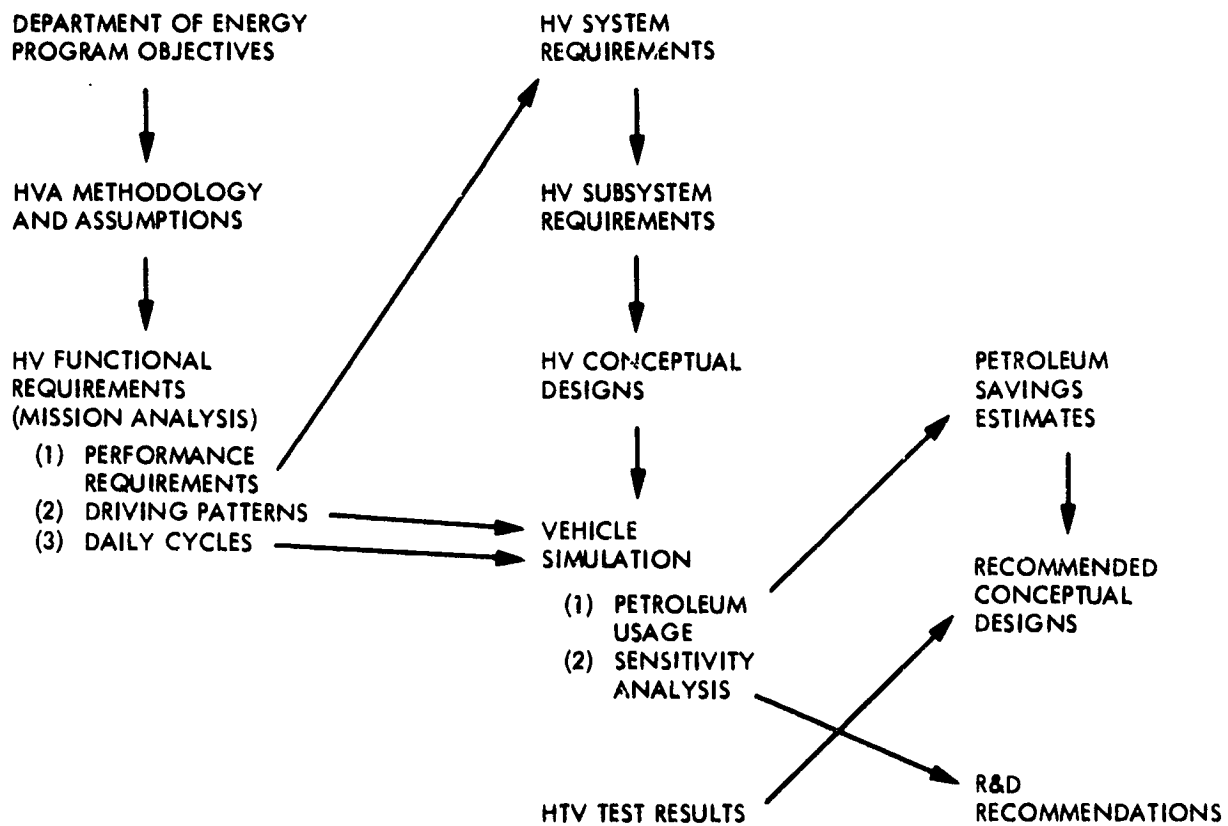 DEPARTMENT OF ENERGY
PROGRAM OBJECTIVES
HVA METHODOLOGY
AND ASSUMPTIONS
HV FUNCTIONAL
REQUIREMENTS
(MISSION ANALYSIS)
(1) PERFORMANCE
REQUIREMENTS
(2) DRIVING PATTERNS
(3) DAILY CYCLES
HV SYSTEM
REQUIREMENTS
HV SUBSYSTEM
REQUIREMENTS
HV CONCEPTUAL
DESIGNS
VEHICLE
SIMULATION
(1) PETROLEUM
USAGE
(2) SENSITIVITY
ANALYSIS
HTV TEST RESULTS
PETROLEUM
SAVINGS
ESTIMATES
RECOMMENDED
CONCEPTUAL
DESIGNS
R&D
RECOMMENDATIONS